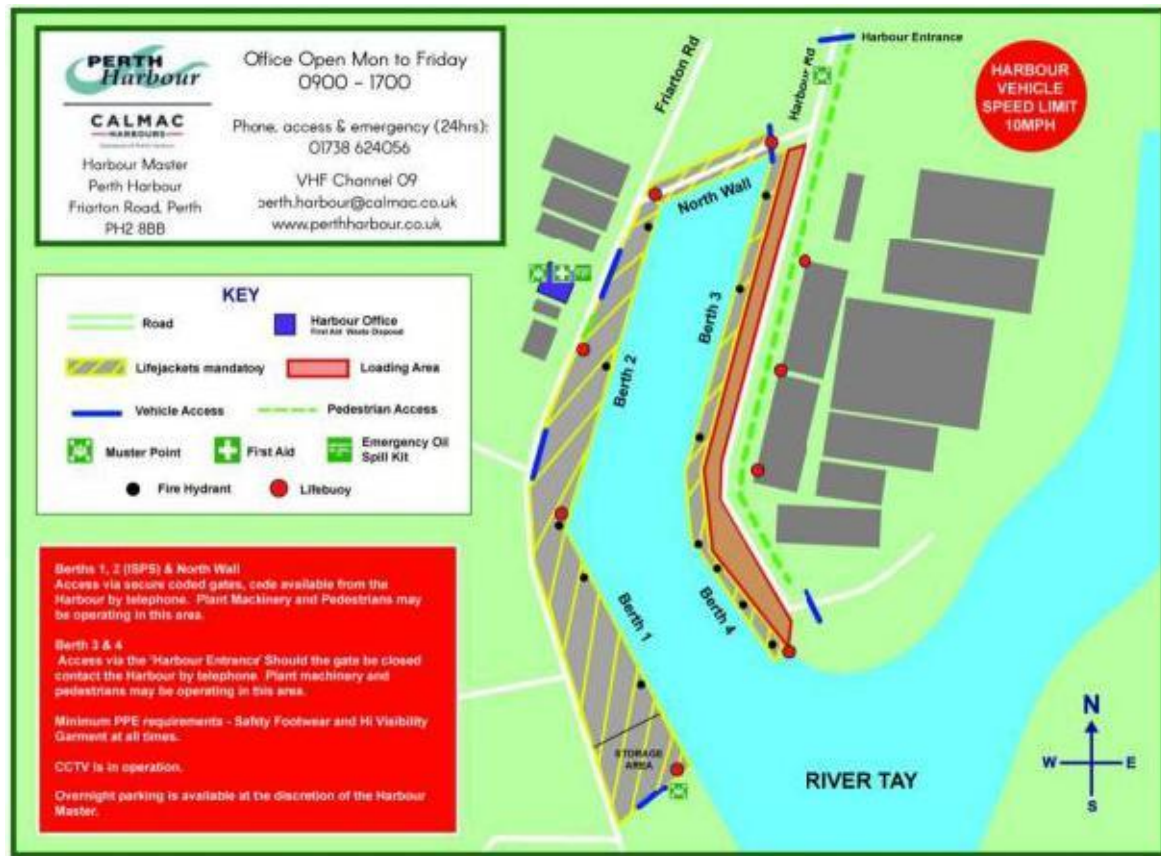 PERTH
Harbour
CALMAC
HARBOURS
Harbour Master
Perth Harbour
Friarton Road, Perth
PH2 8BB
Office Open Mon to Friday
0900 - 1700
Phone, access & emergency (24hrs):
01738 624056
VHF Channel 09
perth.harbour@calmac.co.uk
www.perthharbour.co.uk
KEY
Road
Harbour Office
First Aid Waste Disposal
Lifejackets mandatory
Loading Area
Vehicle Access
Pedestrian Access
Muster Point
First Aid
Emergency Oil
Spill Kit
Fire Hydrant
Lifebuoy
Berths 1, 2 (ISPS) & North Wall
Access via secure coded gates, code available from the
Harbour by telephone. Plant Machinery and Pedestrians may
be operating in this area.
Berth 3 & 4
Access via the 'Harbour Entrance' Should the gate be closed
contact the Harbour by telephone. Plant machinery and
pedestrians may be operating in this area.
Minimum PPE requirements - Safety Footwear and Hi Visibility
Garment at all times.
CCTV is in operation.
Overnight parking is available at the discretion of the Harbour
Master.
Friarton Rd
Harbour Rd
Harbour Entrance
HARBOUR
VEHICLE
SPEED LIMIT
10MPH
North Wall
Berth 3
Berth 2
Berth 1
Berth 4
STORAGE
AREA
RIVER TAY
N
W
E
S